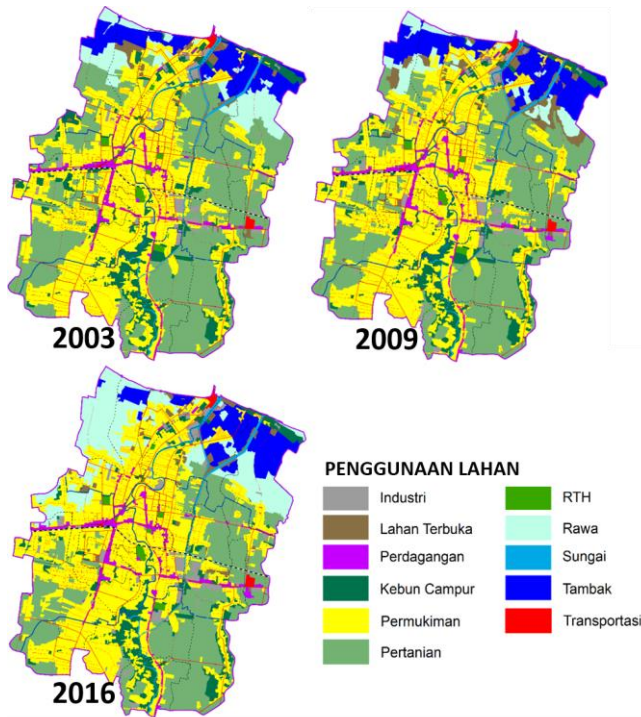 2003
2009
2016
PENGGUNAAN LAHAN
Industri
Lahan Terbuka
Perdagangan
Kebun Campur
Permukiman
Pertanian
RTH
Rawa
Sungai
Tambak
Transportasi